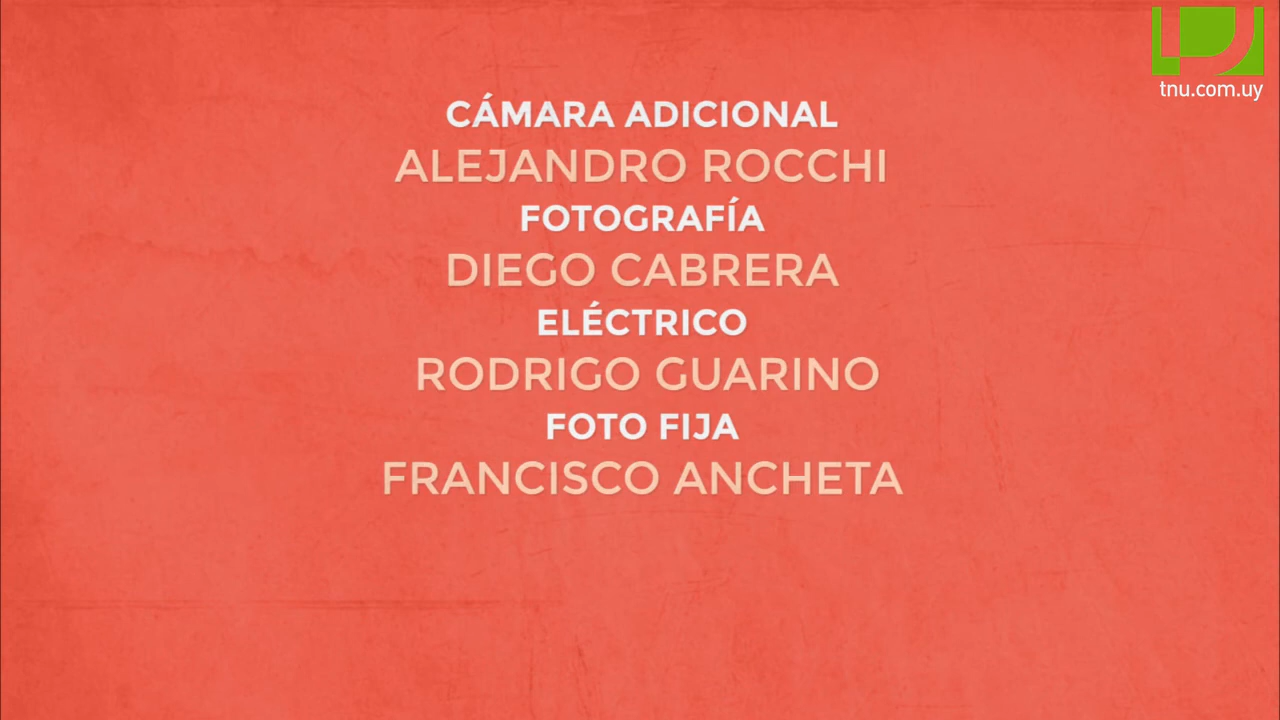 tnu.com.uy
CÁMARA ADICIONAL
ALEJANDRO ROCCHI
FOTOGRAFÍA
DIEGO CABRERA
ELÉCTRICO
RODRIGO GUARINO
FOTO FIJA
FRANCISCO ANCHETA